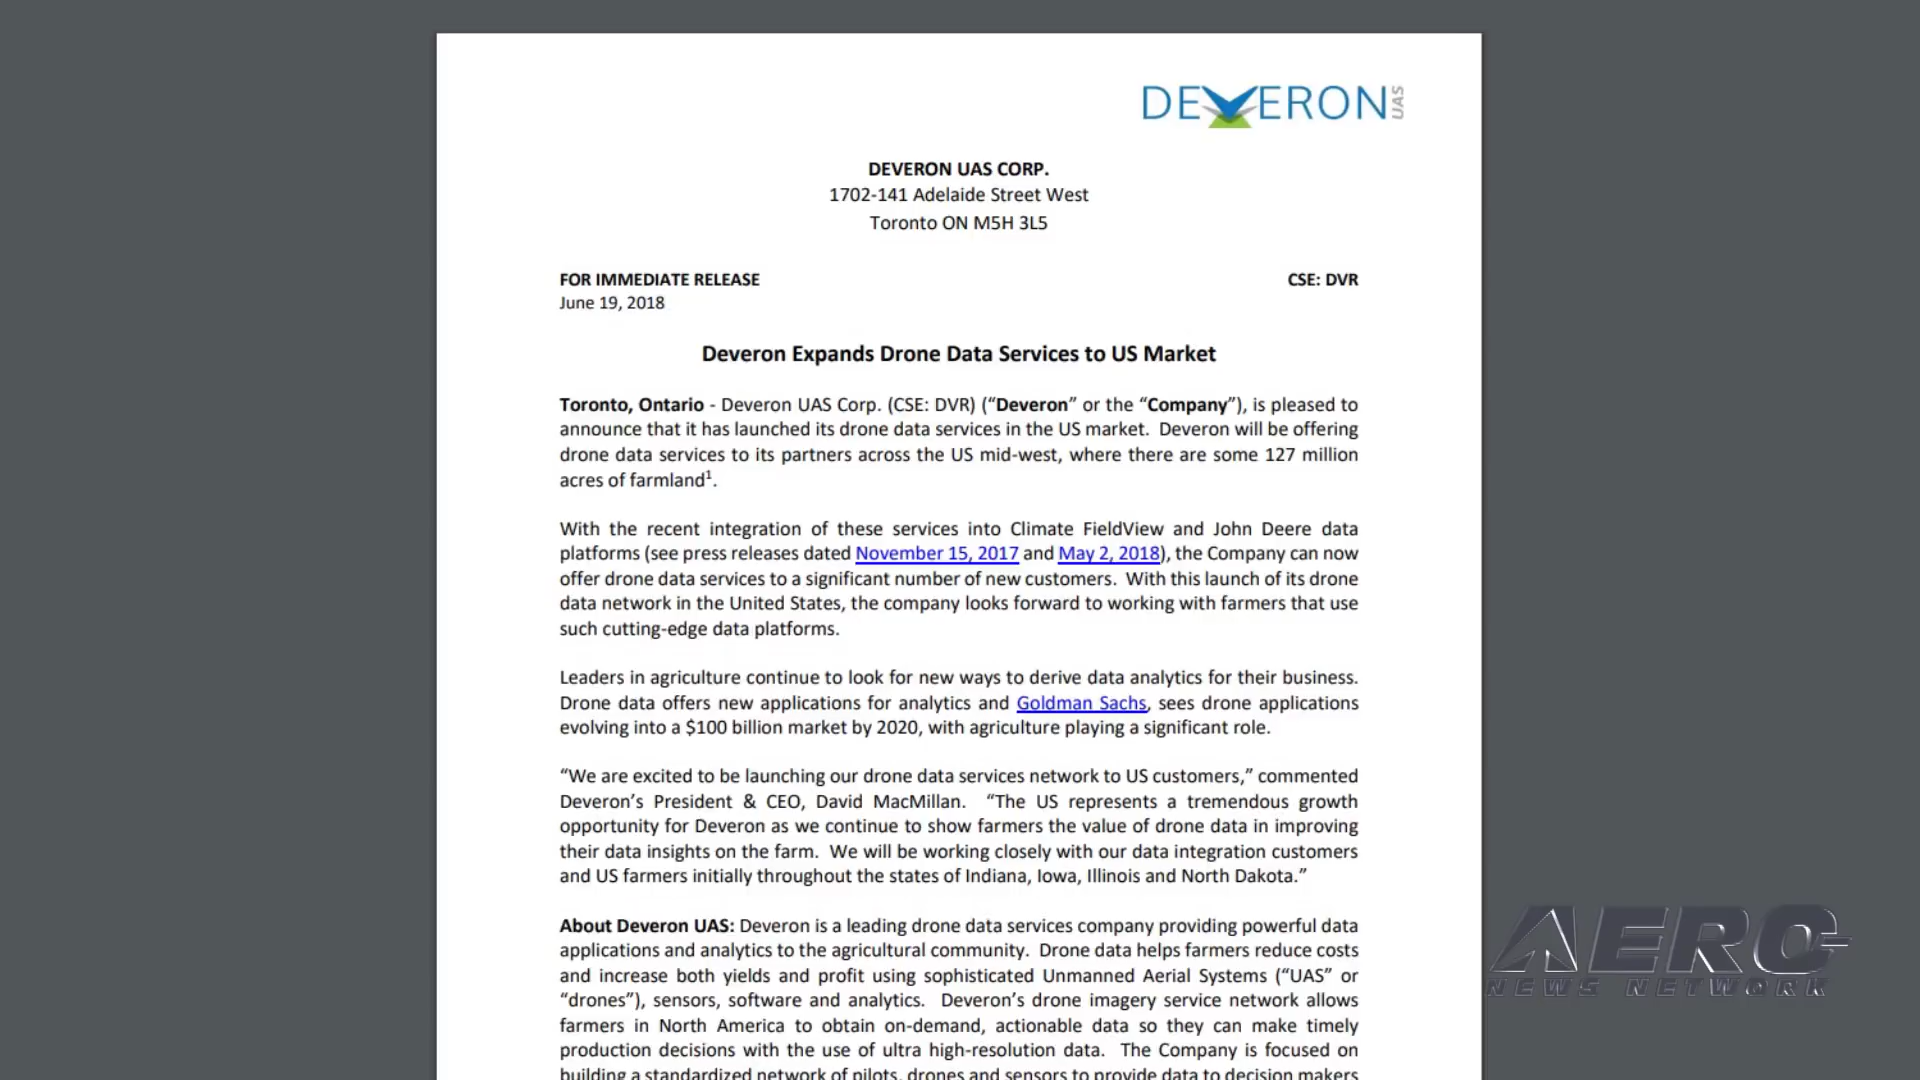 DEVERON UAS
DEVERON UAS CORP.
1702-141 Adelaide Street West
Toronto ON M5H 3L5
FOR IMMEDIATE RELEASE CSE: DVR
June 19, 2018
Deveron Expands Drone Data Services to US Market
Toronto, Ontario - Deveron UAS Corp. (CSE: DVR) (“Deveron” or the “Company”), is pleased to
announce that it has launched its drone data services in the US market. Deveron will be offering
drone data services to its partners across the US mid-west, where there are some 127 million
acres of farmland¹.
With the recent integration of these services into Climate FieldView and John Deere data
platforms (see press releases dated November 15, 2017 and May 2, 2018), the Company can now
offer drone data services to a significant number of new customers. With this launch of its drone
data network in the United States, the company looks forward to working with farmers that use
such cutting-edge data platforms.
Leaders in agriculture continue to look for new ways to derive data analytics for their business.
Drone data offers new applications for analytics and Goldman Sachs, sees drone applications
evolving into a $100 billion market by 2020, with agriculture playing a significant role.
“We are excited to be launching our drone data services network to US customers,” commented
Deveron’s President & CEO, David MacMillan. “The US represents a tremendous growth
opportunity for Deveron as we continue to show farmers the value of drone data in improving
their data insights on the farm. We will be working closely with our data integration customers
and US farmers initially throughout the states of Indiana, Iowa, Illinois and North Dakota.”
About Deveron UAS: Deveron is a leading drone data services company providing powerful data
applications and analytics to the agricultural community. Drone data helps farmers reduce costs
and increase both yields and profit using sophisticated Unmanned Aerial Systems (“UAS” or
“drones”), sensors, software and analytics. Deveron’s drone imagery service network allows
farmers in North America to obtain on-demand, actionable data so they can make timely
production decisions with the use of ultra high-resolution data. The Company is focused on
building a standardized network of pilots, drones and sensors to provide data to decision makers
AERO
NEWS NETWORK